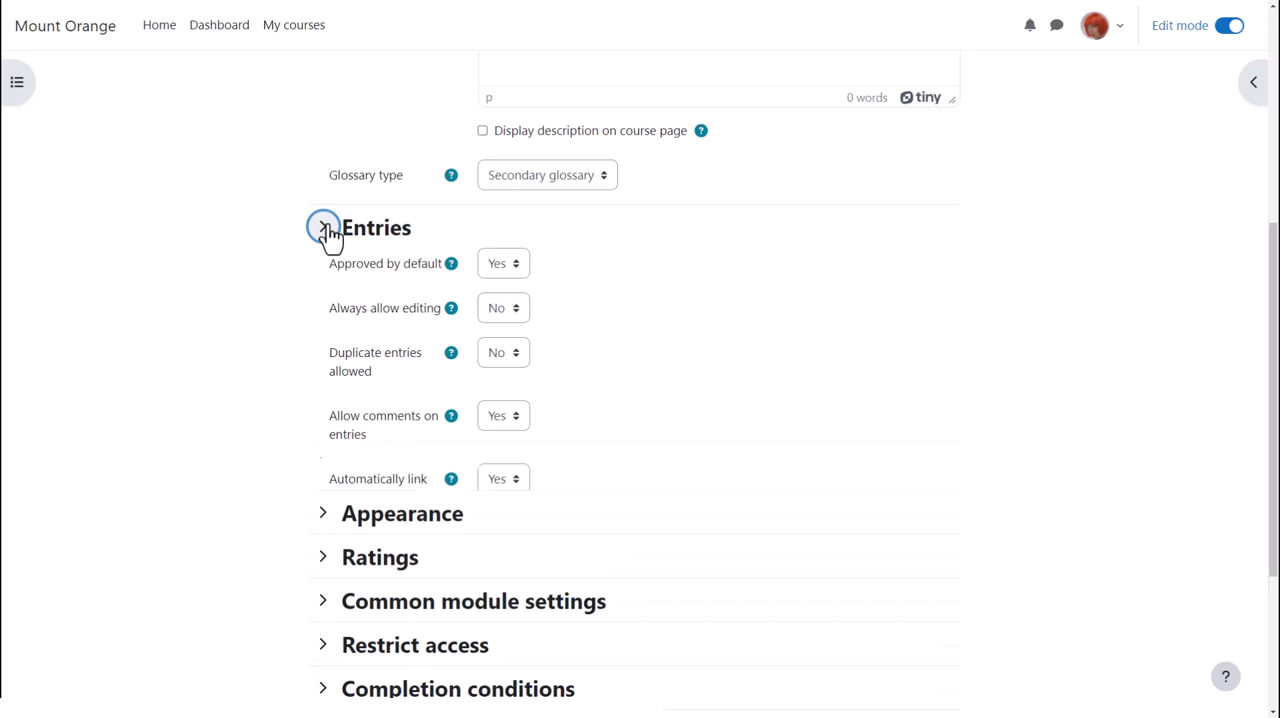 Mount Orange Home Dashboard My courses Edit mode
p 0 words tiny
Display description on course page ?
Glossary type ? Secondary glossary
Entries
Approved by default ? Yes
Always allow editing ? No
Duplicate entries ? No
allowed
Allow comments on ? Yes
entries
Automatically link ? Yes
Appearance
Ratings
Common module settings
Restrict access
Completion conditions
?